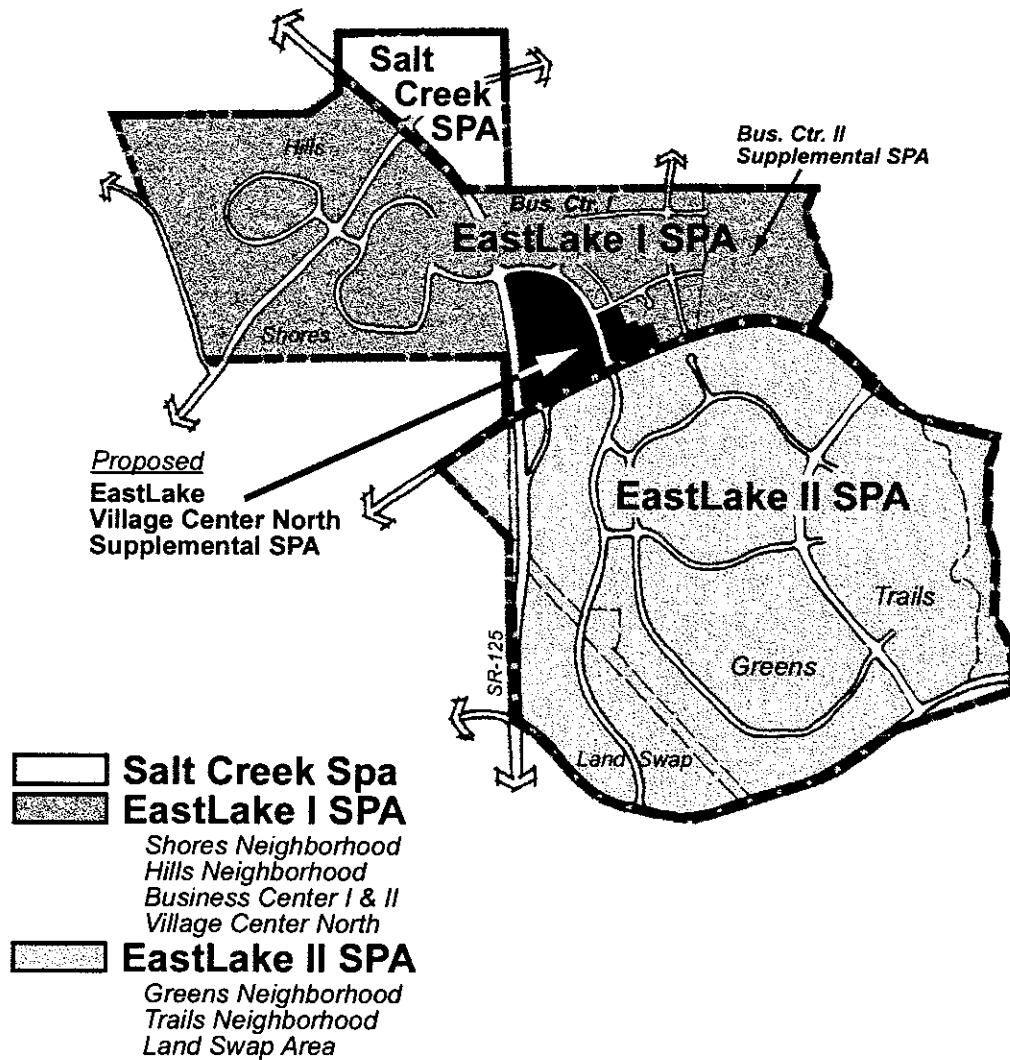 Salt
Creek
SPA
Hills
Bus. Ctr. II
Supplemental SPA
Bus. Ctr. I
EastLake I SPA
Shores
Proposed
EastLake
Village Center North
Supplemental SPA
EastLake II SPA
Trails
Greens
SR-125
Land Swap
Salt Creek Spa
EastLake I SPA
Shores Neighborhood
Hills Neighborhood
Business Center I & II
Village Center North
EastLake II SPA
Greens Neighborhood
Trails Neighborhood
Land Swap Area